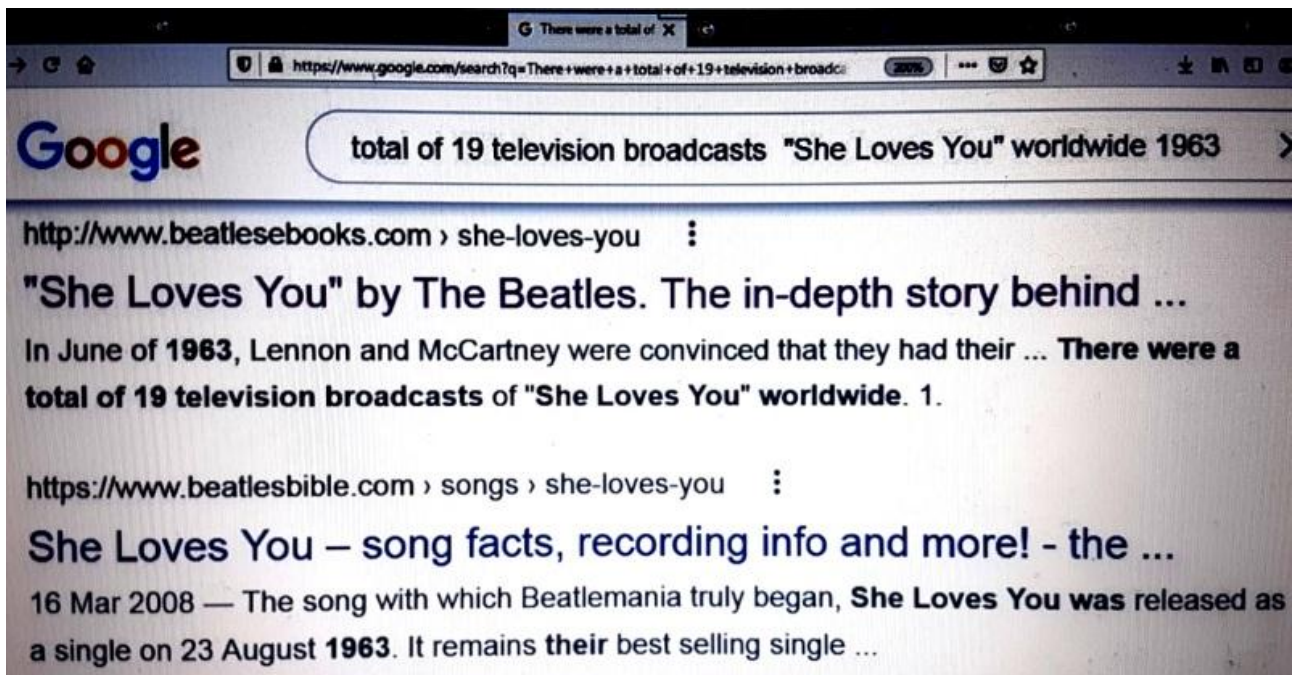 G There were a total of X
https://www.google.com/search?q=There+were+a+total+of+19+television+broadca 200%
Google total of 19 television broadcasts "She Loves You" worldwide 1963 X
http://www.beatlesebooks.com › she-loves-you
"She Loves You" by The Beatles. The in-depth story behind ...
In June of 1963, Lennon and McCartney were convinced that they had their ... There were a
total of 19 television broadcasts of "She Loves You" worldwide. 1.
https://www.beatlesbible.com › songs › she-loves-you
She Loves You – song facts, recording info and more! - the ...
16 Mar 2008 — The song with which Beatlemania truly began, She Loves You was released as
a single on 23 August 1963. It remains their best selling single ...